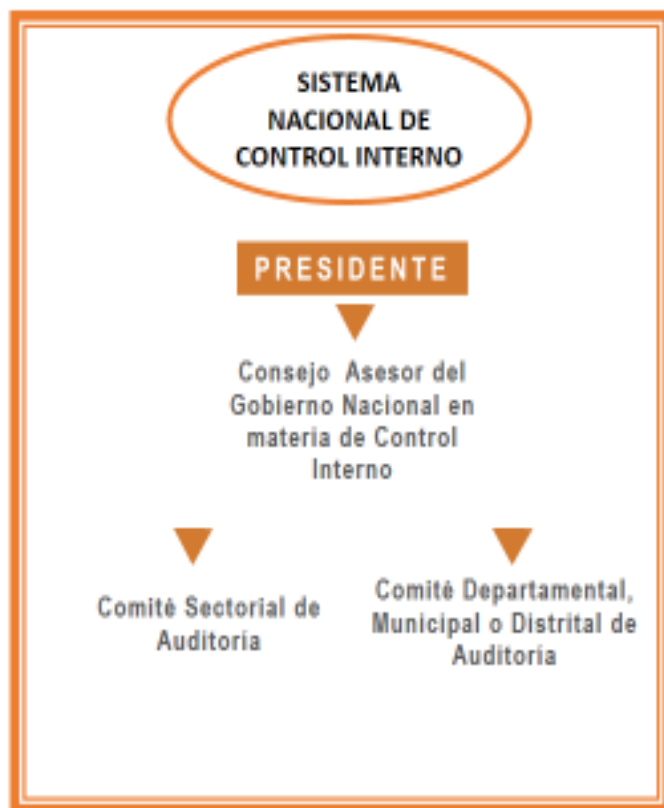 SISTEMA
NACIONAL DE
CONTROL INTERNO
PRESIDENTE
Consejo Asesor del
Gobierno Nacional en
materia de Control
Interno
Comité Sectorial de
Auditoría
Comité Departamental,
Municipal o Distrital de
Auditoría